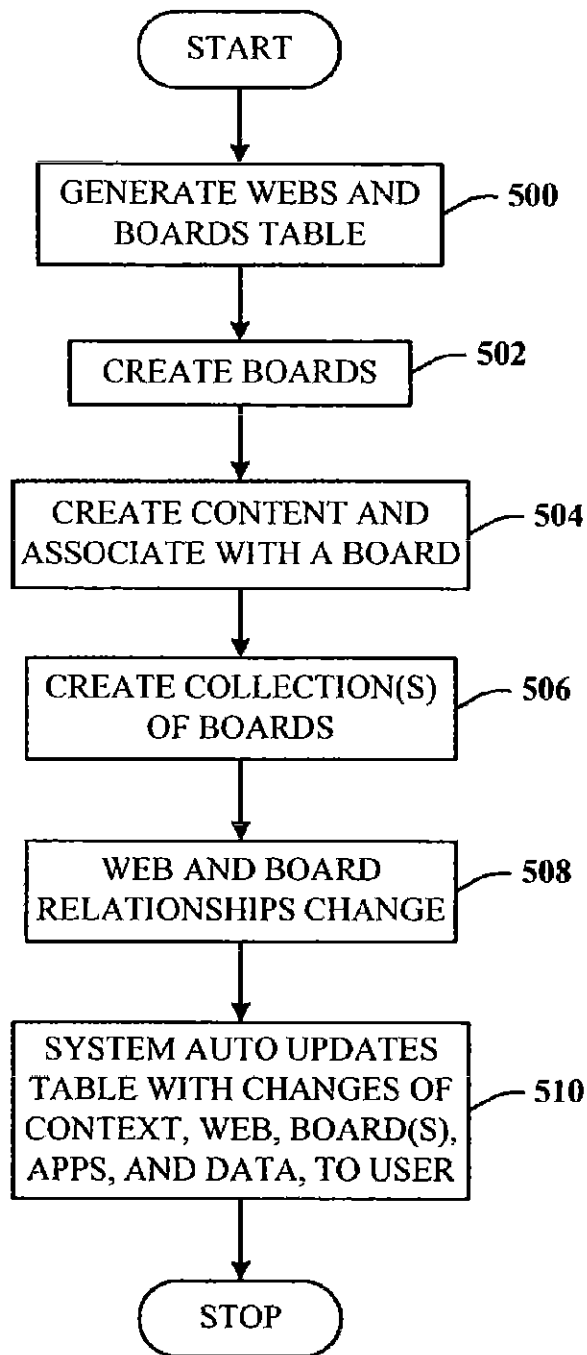 START
GENERATE WEBS AND
BOARDS TABLE
500
CREATE BOARDS
502
CREATE CONTENT AND
ASSOCIATE WITH A BOARD
504
CREATE COLLECTION(S)
OF BOARDS
506
WEB AND BOARD
RELATIONSHIPS CHANGE
508
SYSTEM AUTO UPDATES
TABLE WITH CHANGES OF
CONTEXT, WEB, BOARD(S),
APPS, AND DATA, TO USER
510
STOP